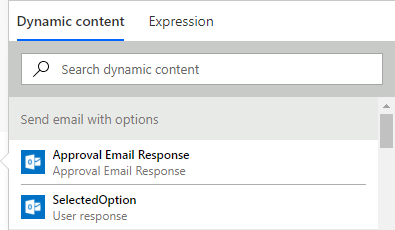 Dynamic content Expression
Search dynamic content
Send email with options
Approval Email Response
Approval Email Response
SelectedOption
User response